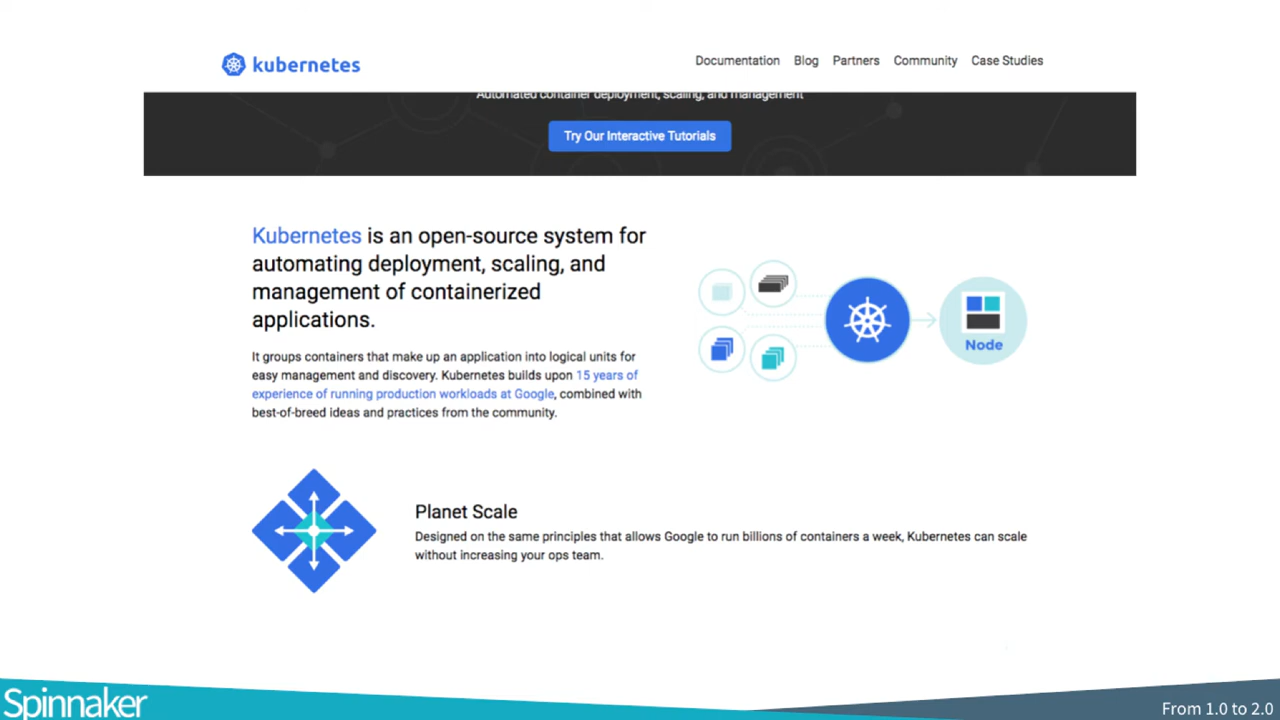 kubernetes
Documentation Blog Partners Community Case Studies
Automated container deployment, scaling, and management
Try Our Interactive Tutorials
Kubernetes is an open-source system for
automating deployment, scaling, and
management of containerized
applications.
It groups containers that make up an application into logical units for
easy management and discovery. Kubernetes builds upon 15 years of
experience of running production workloads at Google, combined with
best-of-breed ideas and practices from the community.
Node
Planet Scale
Designed on the same principles that allows Google to run billions of containers a week, Kubernetes can scale
without increasing your ops team.
Spinnaker
From 1.0 to 2.0